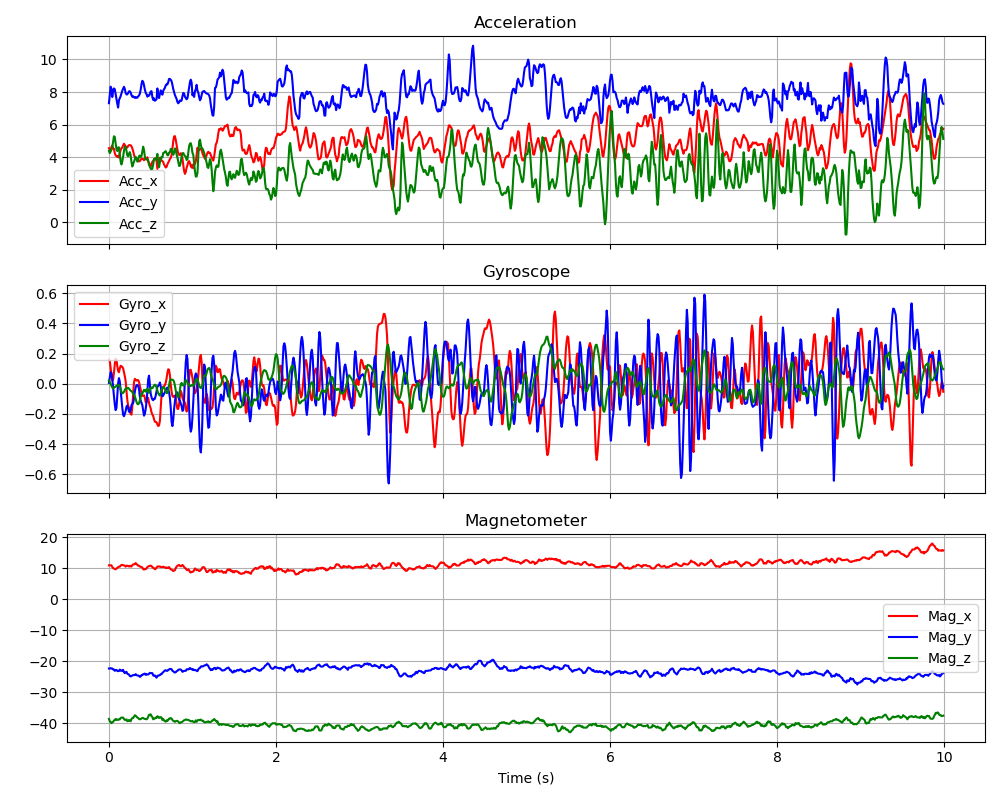 Acceleration
10
8
6
4
2
0
Acc_x
Acc_y
Acc_z
Gyroscope
0.6
0.4
0.2
0.0
−0.2
−0.4
−0.6
Gyro_x
Gyro_y
Gyro_z
Magnetometer
20
10
0
−10
−20
−30
−40
Mag_x
Mag_y
Mag_z
0 2 4 6 8 10
Time (s)